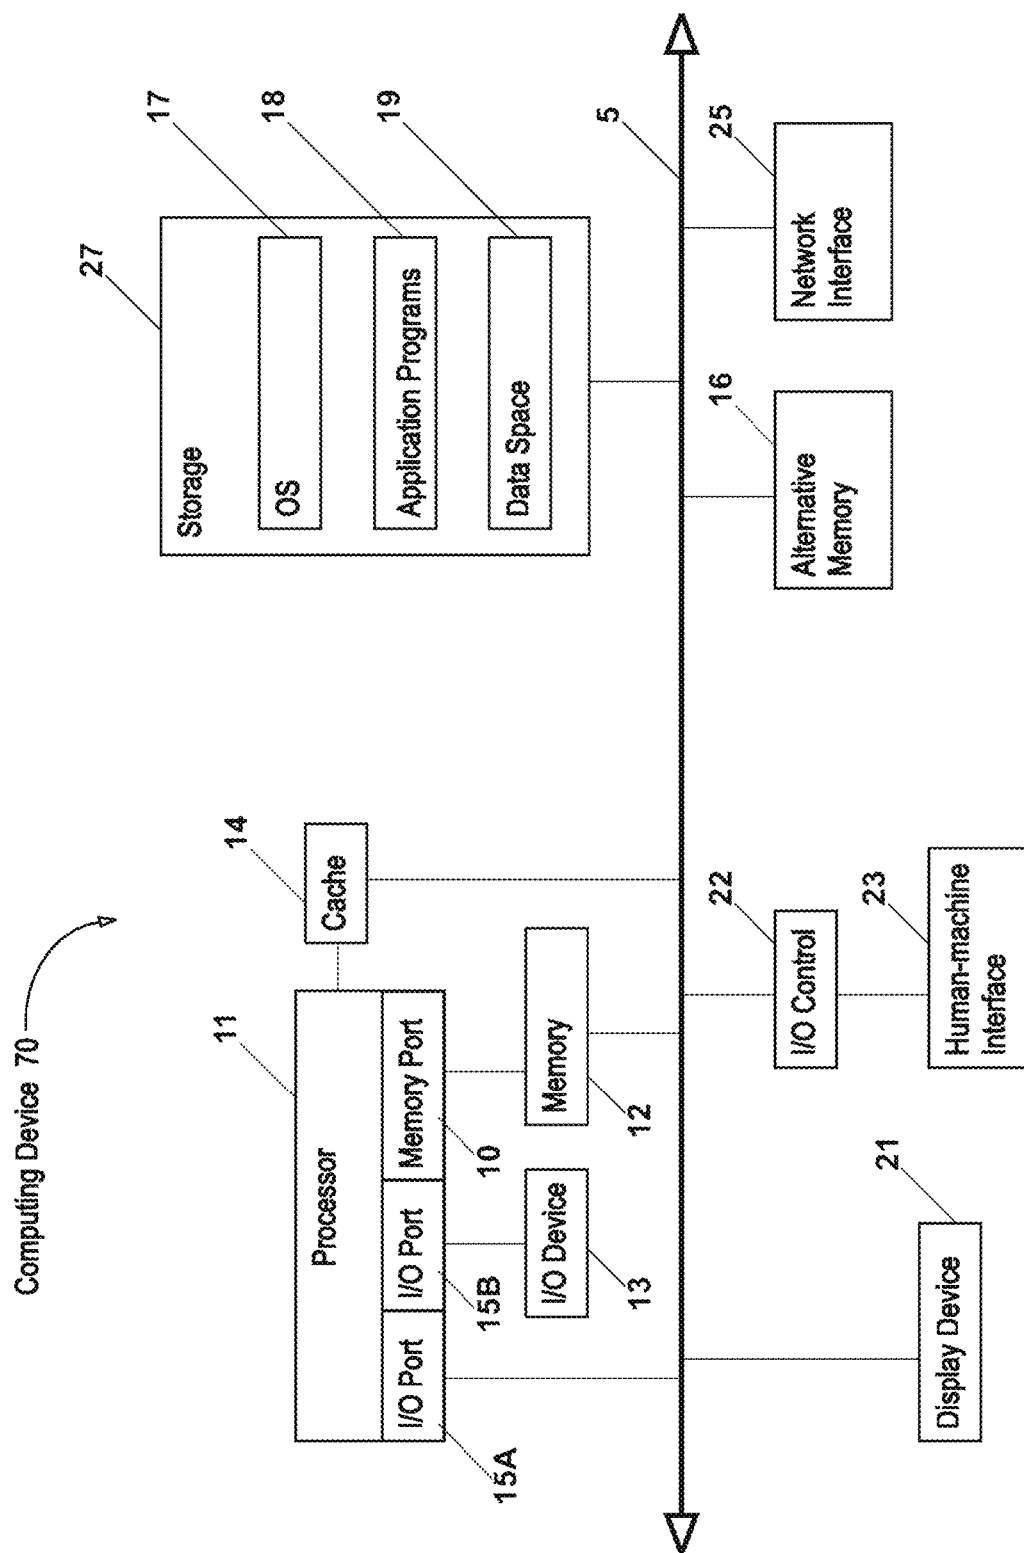 Computing Device 70
11
14
Processor
Cache
I/O Port
I/O Port
Memory Port
15A
15B
10
I/O Device
Memory
13
12
27
Storage
17
OS
18
Application Programs
19
Data Space
5
21
Display Device
22
I/O Control
23
Human-machine
Interface
16
Alternative
Memory
25
Network
Interface